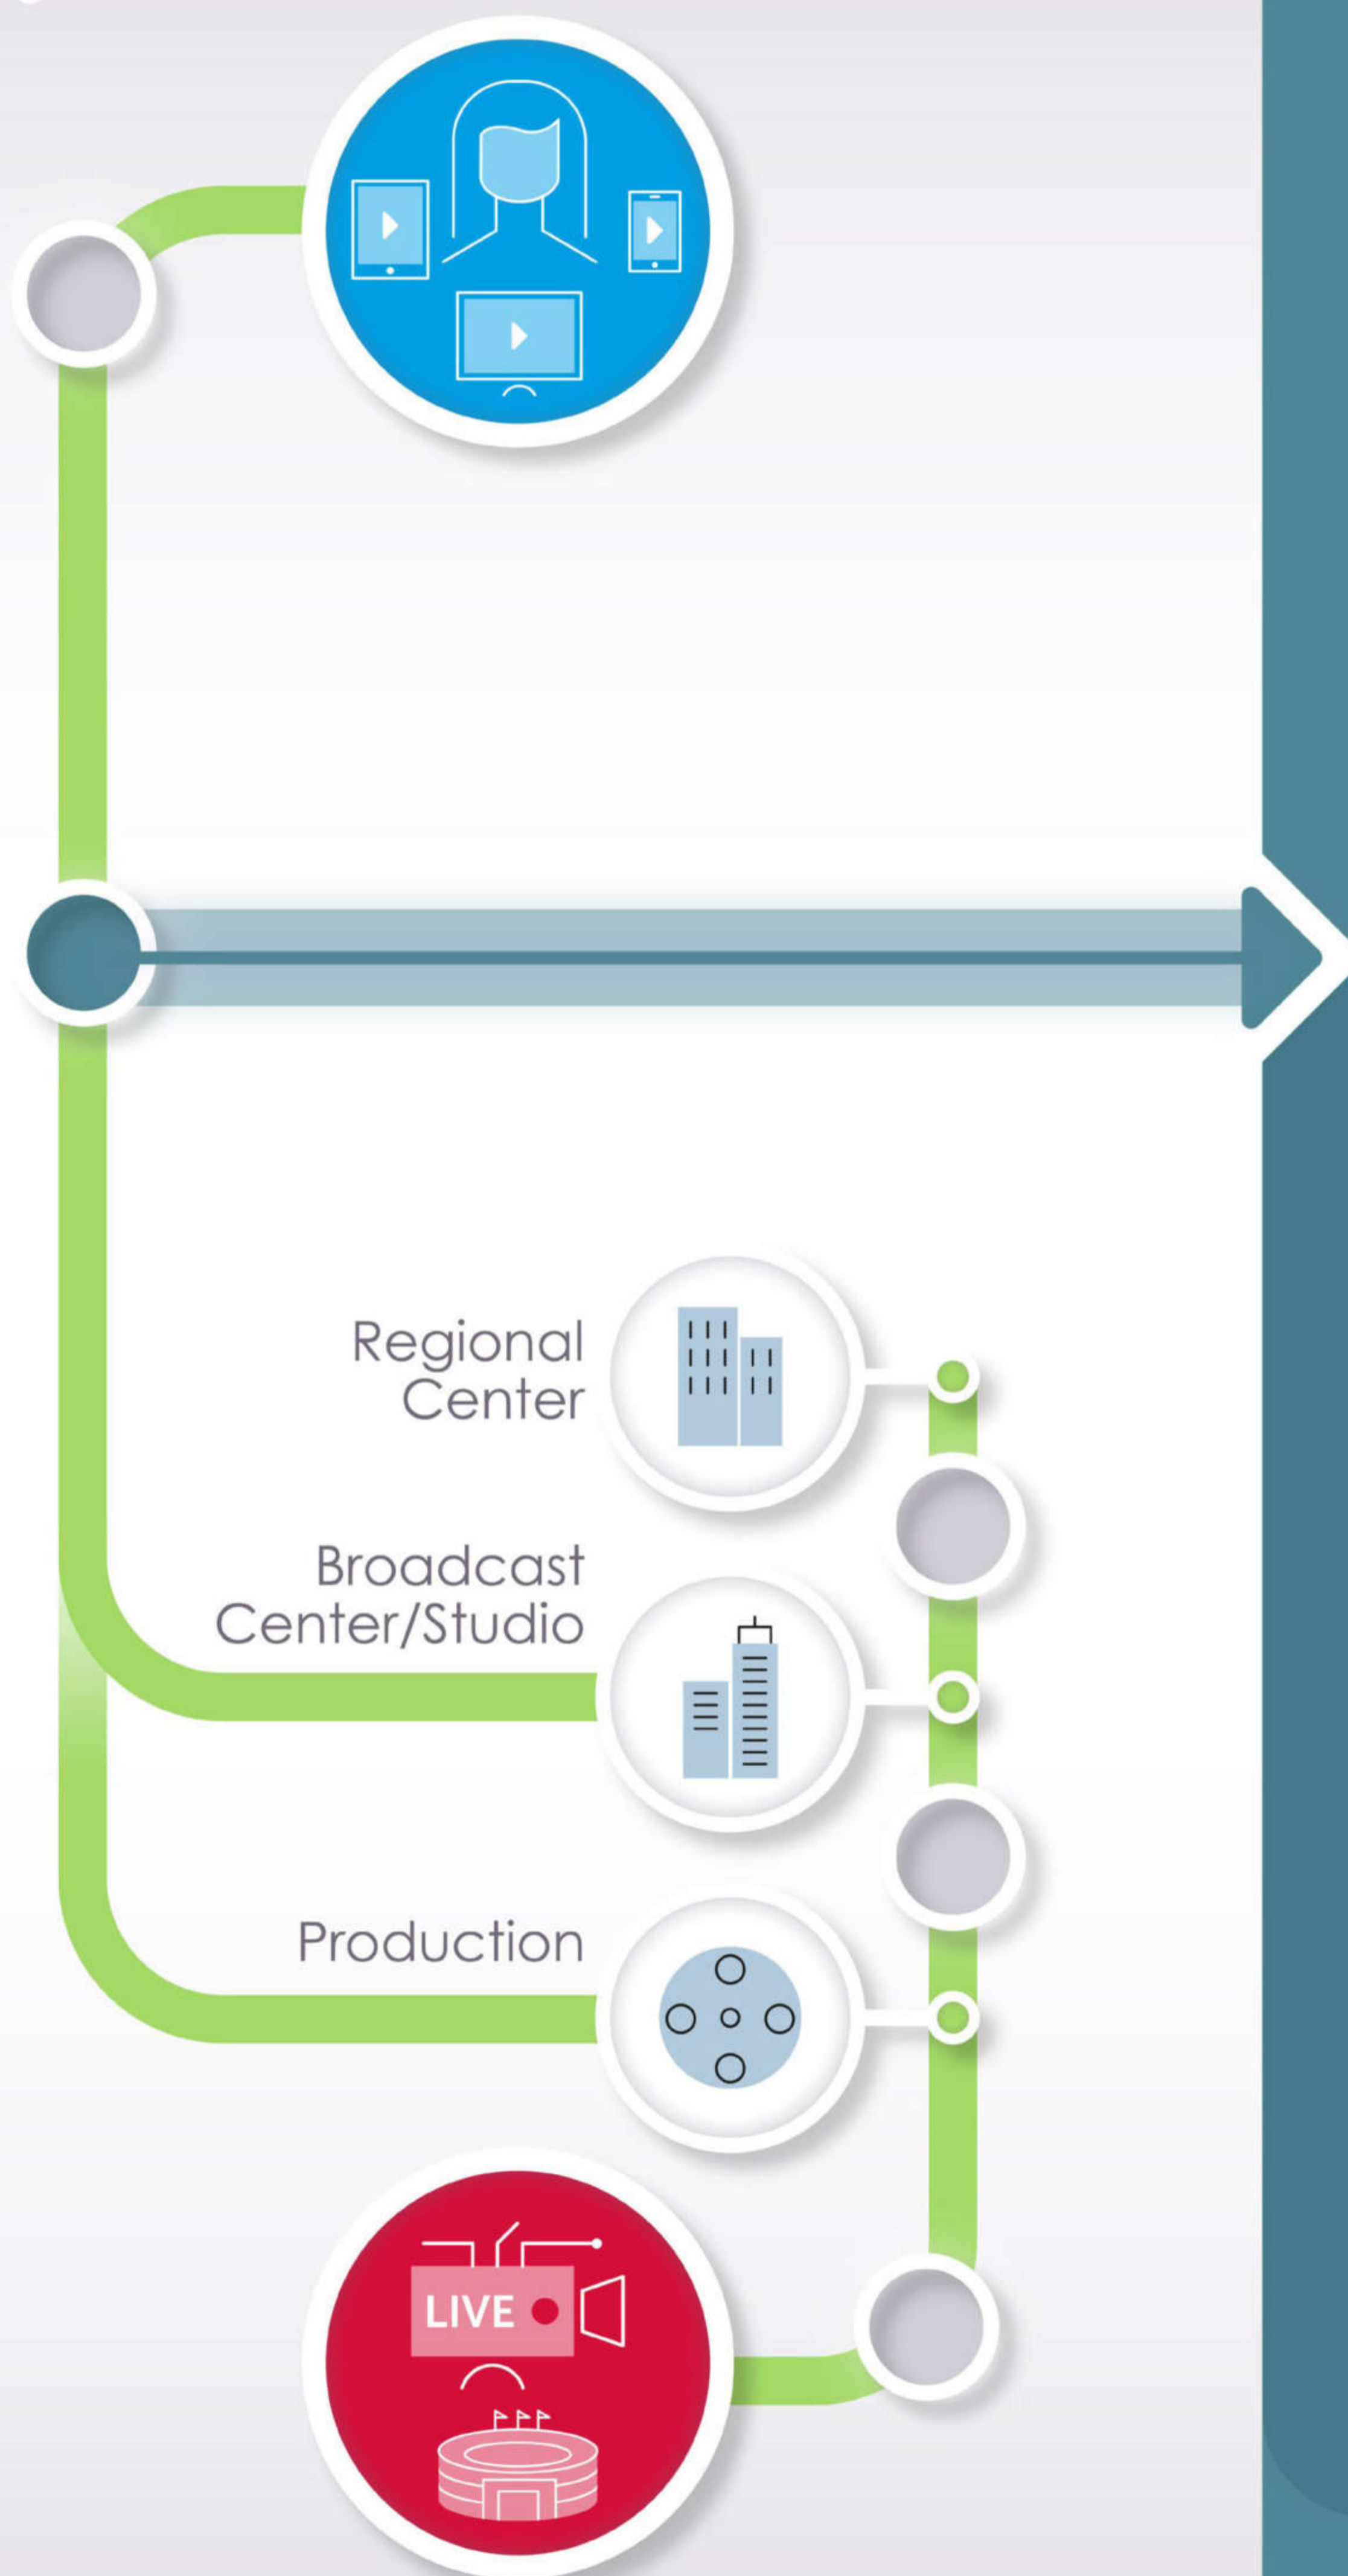 Regional
Center
Broadcast
Center/Studio
Production
LIVE